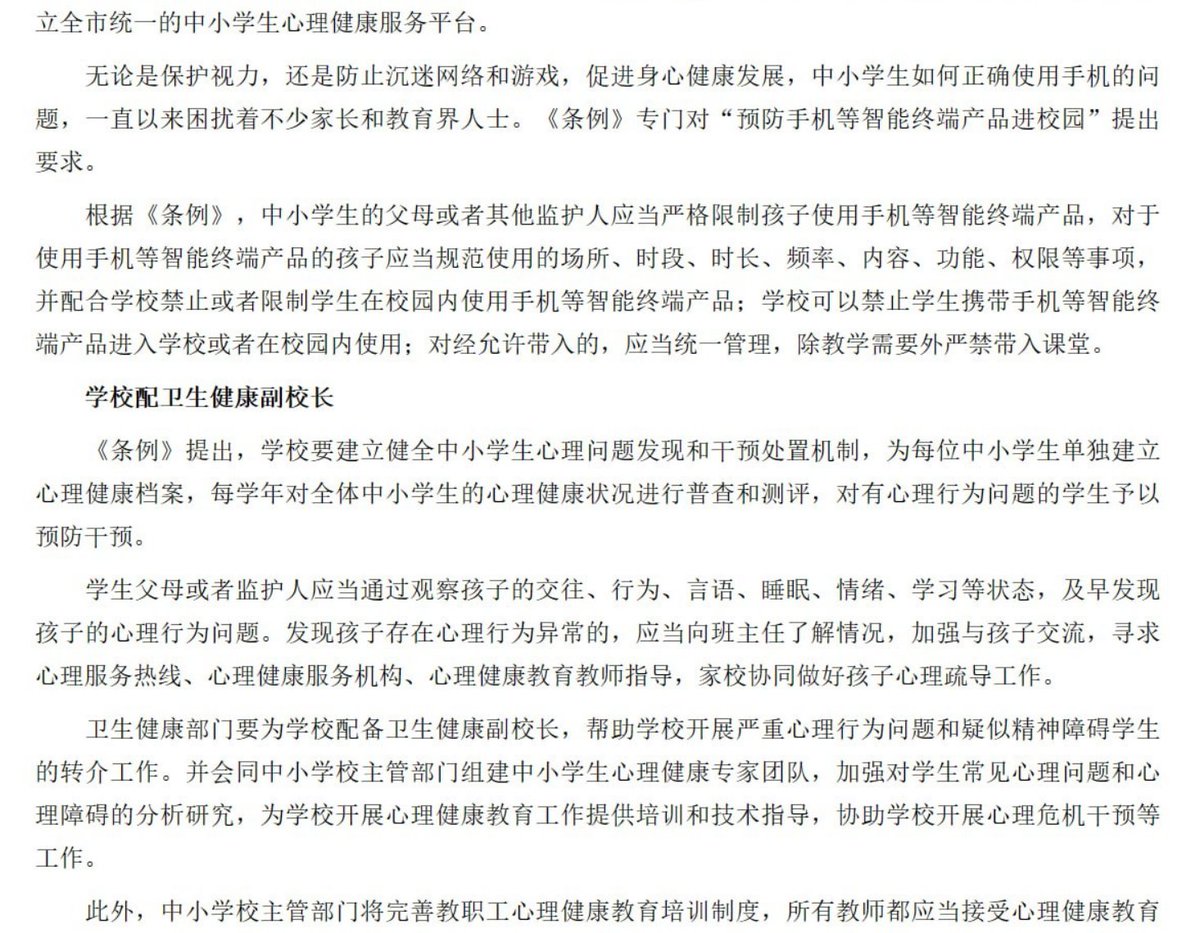 立全市统一的中小学生心理健康服务平台。
无论是保护视力，还是防止沉迷网络和游戏，促进身心健康发展，中小学生如何正确使用手机的问
题，一直以来困扰着不少家长和教育界人士。《条例》专门对“预防手机等智能终端产品进校园”提出
要求。
根据《条例》，中小学生的父母或者其他监护人应当严格限制孩子使用手机等智能终端产品，对于
使用手机等智能终端产品的孩子应当规范使用的场所、时段、时长、频率、内容、功能、权限等事项，
并配合学校禁止或者限制学生在校园内使用手机等智能终端产品；学校可以禁止学生携带手机等智能终
端产品进入学校或者在校园内使用；对经允许带入的，应当统一管理，除教学需要外严禁带入课堂。
学校配卫生健康副校长
《条例》提出，学校要建立健全中小学生心理问题发现和干预处置机制，为每位中小学生单独建立
心理健康档案，每学年对全体中小学生的心理健康状况进行普查和测评，对有心理行为问题的学生予以
预防干预。
学生父母或者监护人应当通过观察孩子的交往、行为、言语、睡眠、情绪、学习等状态，及早发现
孩子的心理行为问题。发现孩子存在心理行为异常的，应当向班主任了解情况，加强与孩子交流，寻求
心理服务热线、心理健康服务机构、心理健康教育教师指导，家校协同做好孩子心理疏导工作。
卫生健康部门要为学校配备卫生健康副校长，帮助学校开展严重心理行为问题和疑似精神障碍学生
的转介工作。并会同中小学校主管部门组建中小学生心理健康专家团队，加强对学生常见心理问题和心
理障碍的分析研究，为学校开展心理健康教育工作提供培训和技术指导，协助学校开展心理危机干预等
工作。
此外，中小学校主管部门将完善教职工心理健康教育培训制度，所有教师都应当接受心理健康教育